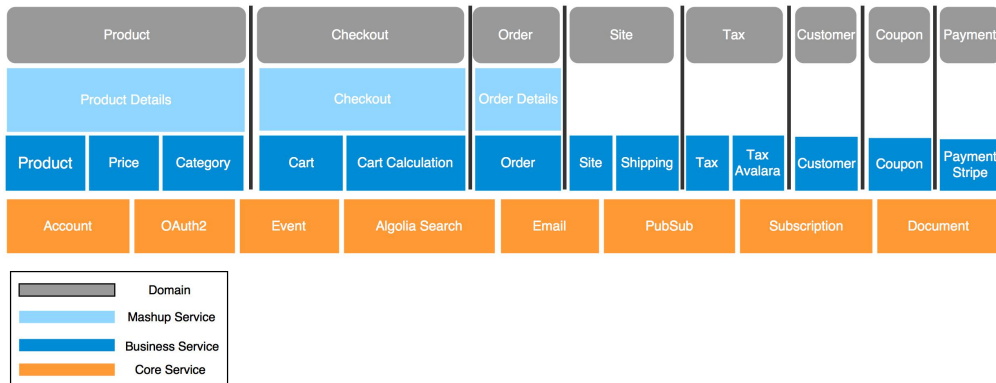 Product
Checkout
Order
Site
Tax
Customer
Coupon
Payment
Product Details
Checkout
Order Details
Product
Price
Category
Cart
Cart Calculation
Order
Site
Shipping
Tax
Tax
Avalara
Customer
Coupon
Payment
Stripe
Account
OAuth2
Event
Algolia Search
Email
PubSub
Subscription
Document
Domain
Mashup Service
Business Service
Core Service